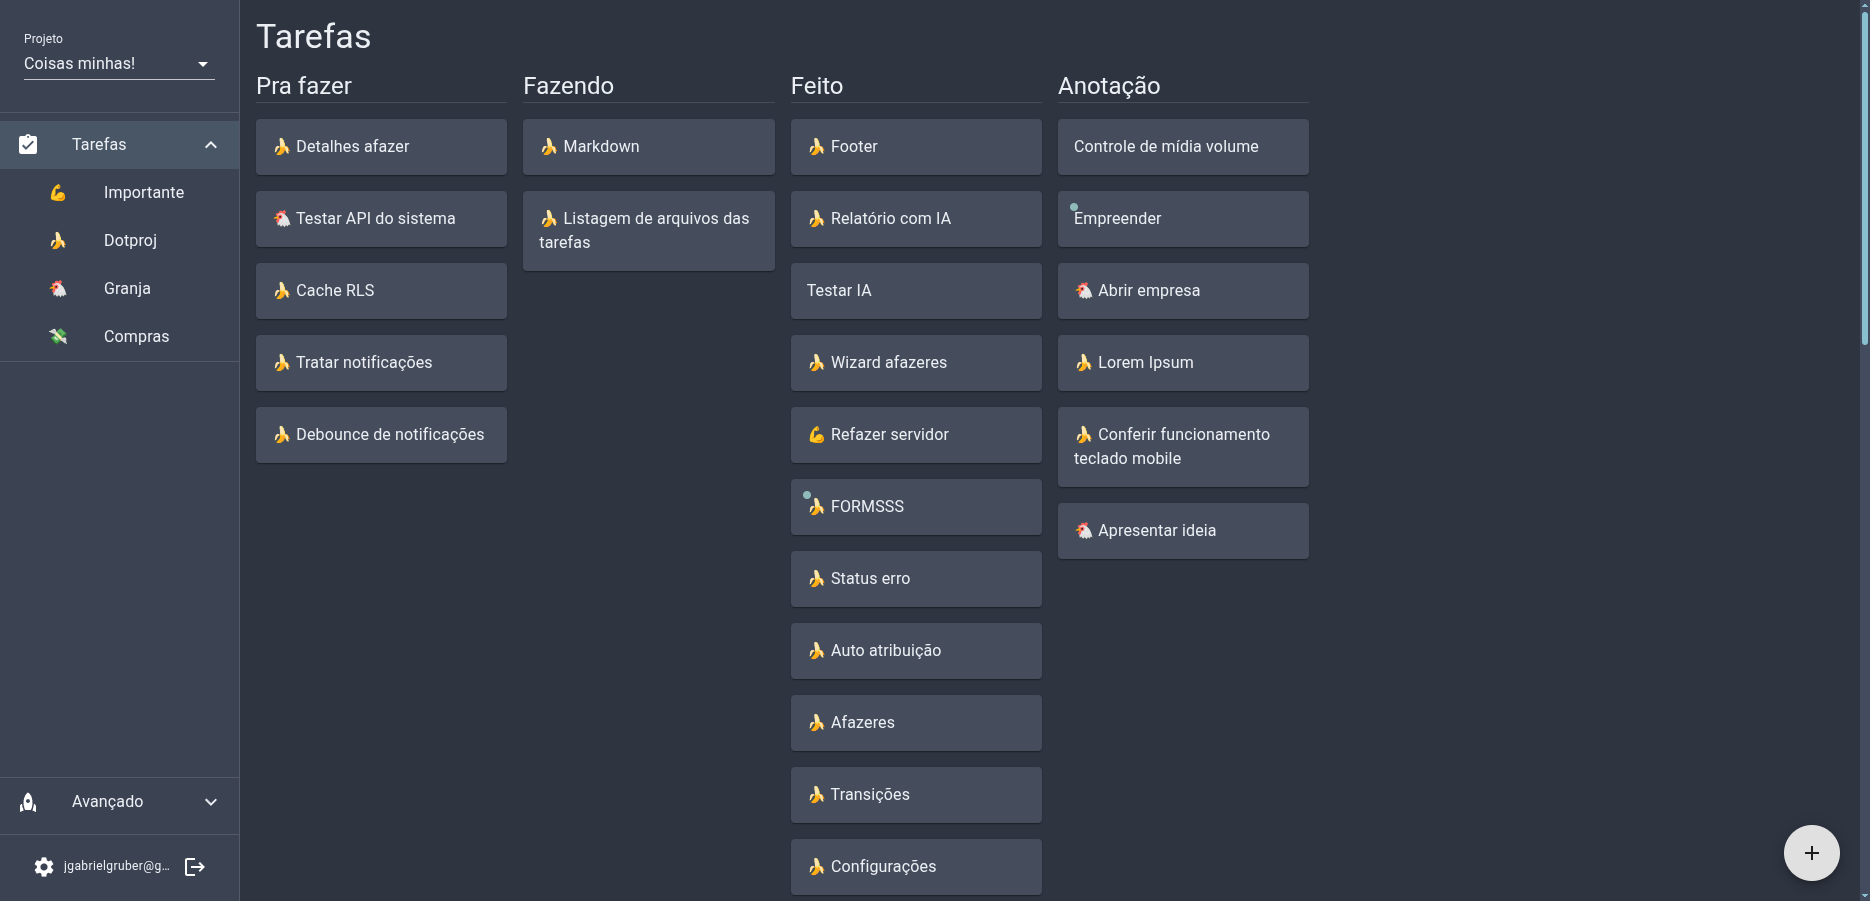 Projeto
Coisas minhas!
Tarefas
Importante
Dotproj
Granja
Compras
Avançado
jgabrielgruber@g...
Tarefas
Pra fazer
Detalhes afazer
Testar API do sistema
Cache RLS
Tratar notificações
Debounce de notificações
Fazendo
Markdown
Listagem de arquivos das
tarefas
Feito
Footer
Relatório com IA
Testar IA
Wizard afazeres
Refazer servidor
FORMSSS
Status erro
Auto atribuição
Afazeres
Transições
Configurações
Anotação
Controle de mídia volume
Empreender
Abrir empresa
Lorem Ipsum
Conferir funcionamento
teclado mobile
Apresentar ideia